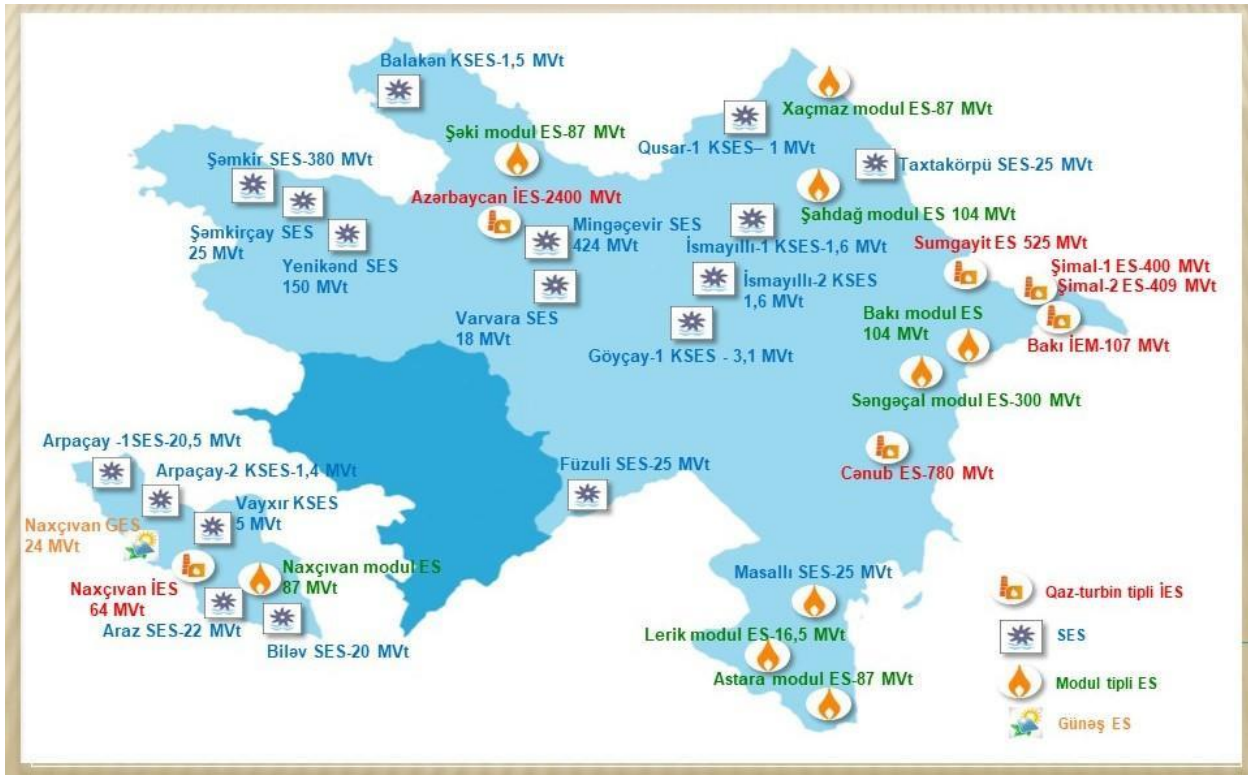 Balakən KSES-1,5 MVt
Xaçmaz modul ES-87 MVt
Şəki modul ES-87 MVt
Qusar-1 KSES– 1 MVt
Şəmkir SES-380 MVt
Taxtakörpü SES-25 MVt
Azərbaycan İES-2400 MVt
Şahdağ modul ES 104 MVt
Şəmkirçay SES
25 MVt
Mingəçevir SES
424 MVt
İsmayıllı-1 KSES-1,6 MVt
Sumgayit ES 525 MVt
Yenikənd SES
150 MVt
İsmayıllı-2 KSES
1,6 MVt
Şimal-1 ES-400 MVt
Şimal-2 ES-409 MVt
Varvara SES
18 MVt
Bakı modul ES
104 MVt
Göyçay-1 KSES - 3,1 MVt
Bakı İEM-107 MVt
Səngəçal modul ES-300 MVt
Arpaçay -1SES-20,5 MVt
Arpaçay-2 KSES-1,4 MVt
Füzuli SES-25 MVt
Cənub ES-780 MVt
Vayxır KSES
5 MVt
Naxçıvan GES
24 MVt
Naxçıvan modul ES
87 MVt
Naxçıvan İES
64 MVt
Araz SES-22 MVt
Biləv SES-20 MVt
Masallı SES-25 MVt
Lerik modul ES-16,5 MVt
Astara modul ES-87 MVt
Qaz-turbin tipli İES
SES
Modul tipli ES
Günəş ES